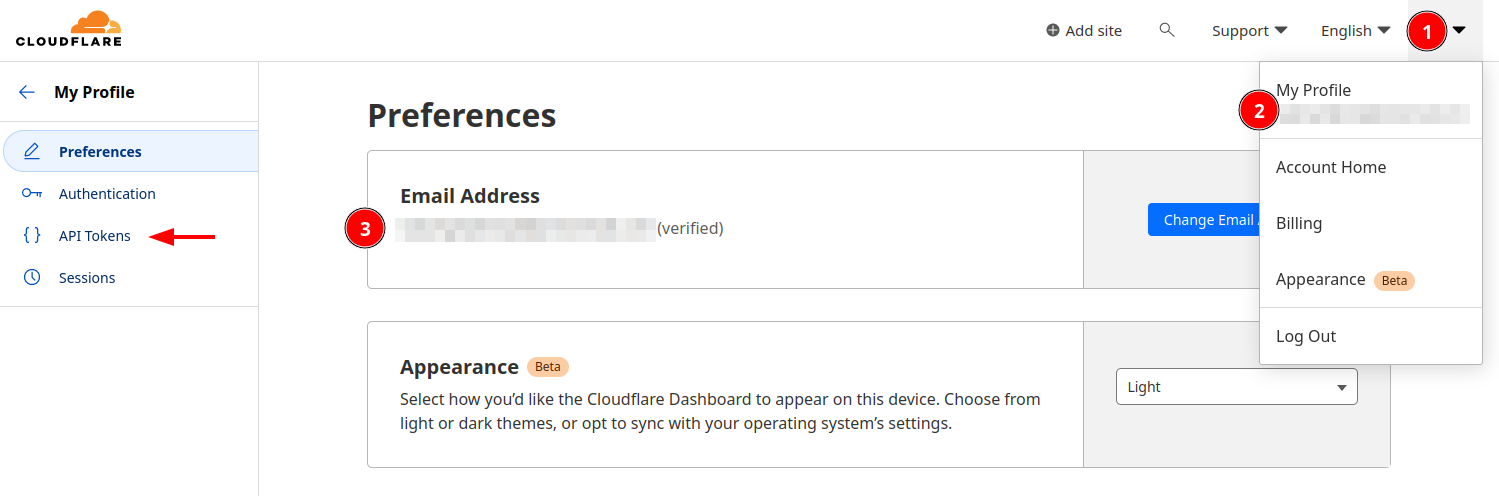 CLOUDFLARE
Add site
Support
English
1
My Profile
Preferences
Authentication
API Tokens
Sessions
Preferences
Email Address
3
(verified)
Change Email
My Profile
2
Account Home
Billing
Appearance Beta
Log Out
Appearance Beta
Select how you’d like the Cloudflare Dashboard to appear on this device. Choose from
light or dark themes, or opt to sync with your operating system’s settings.
Light